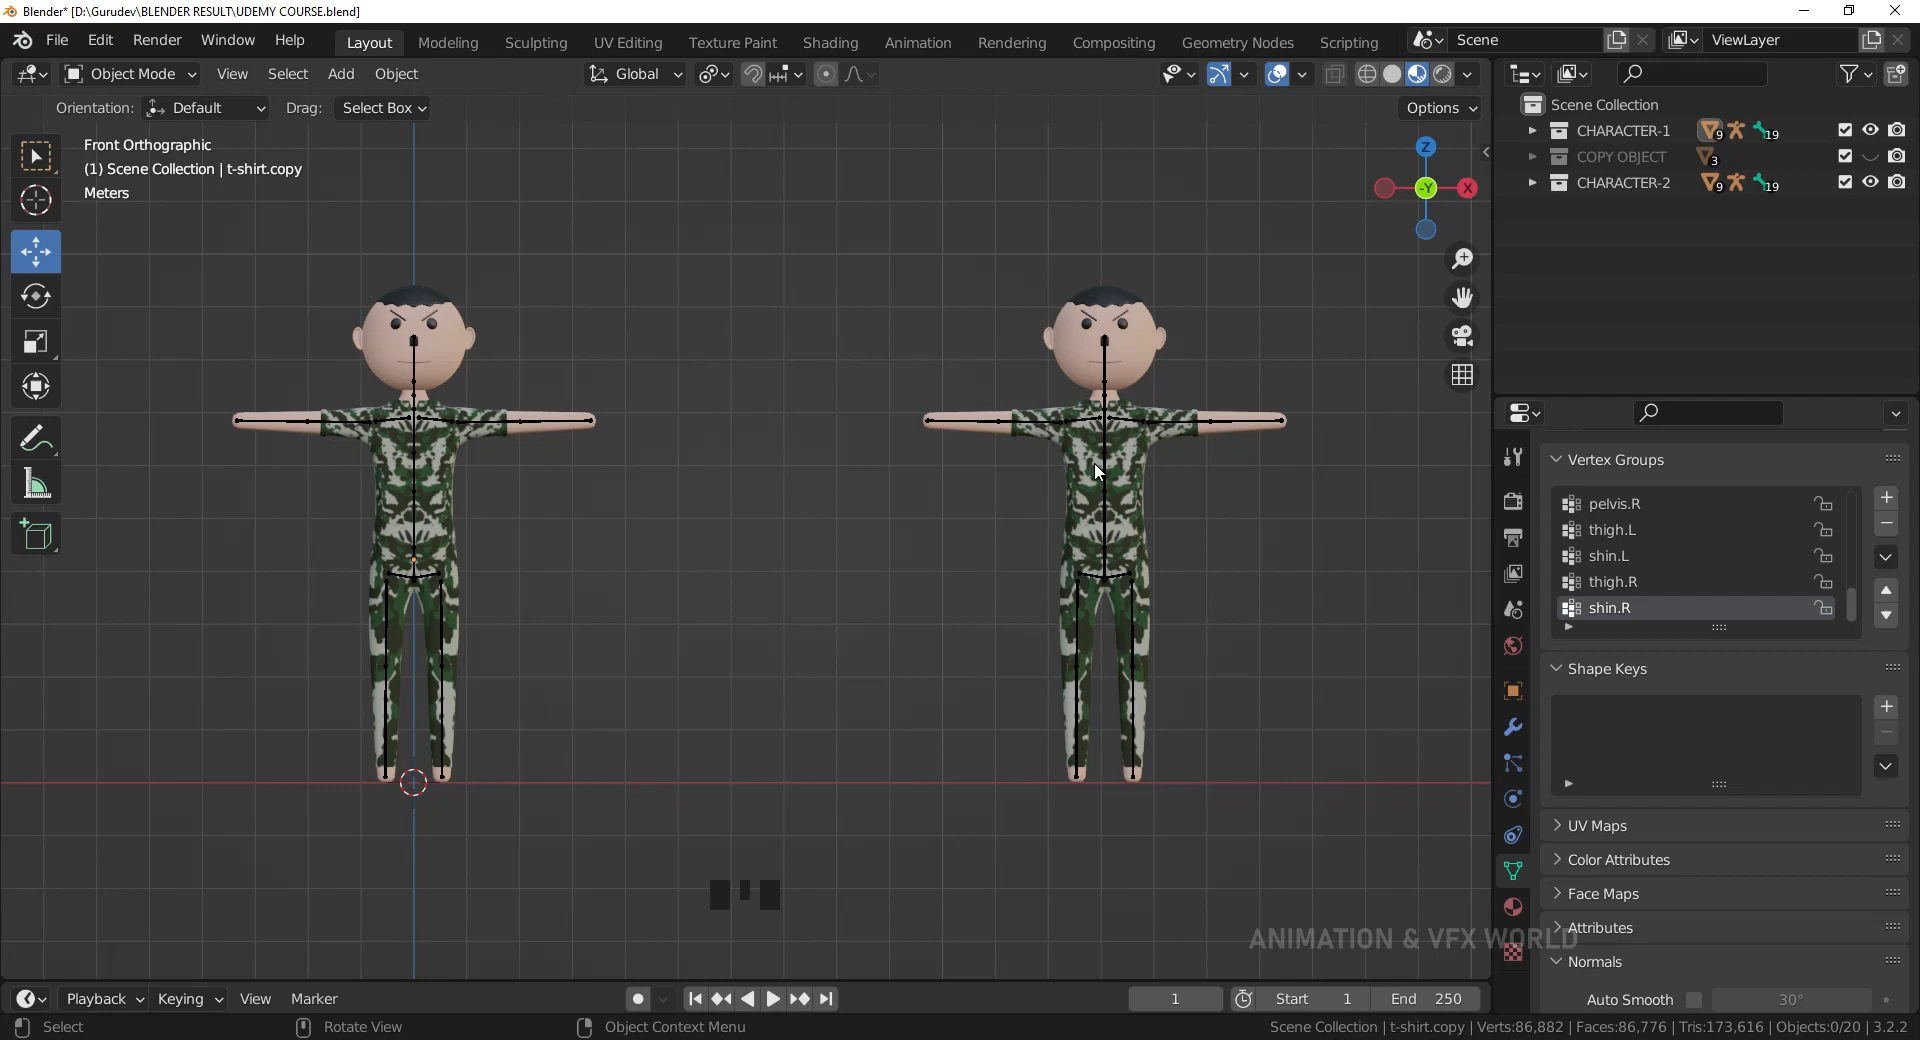 Blender* [D:\Gurudev\BLENDER RESULT\UDEMY COURSE.blend]
File Edit Render Window Help Layout Modeling Sculpting UV Editing Texture Paint Shading Animation Rendering Compositing Geometry Nodes Scripting Scene ViewLayer
Object Mode View Select Add Object Global
Orientation: Default Drag: Select Box Options
Front Orthographic
(1) Scene Collection | t-shirt.copy
Meters
Z
-Y X
Scene Collection
CHARACTER-1 9 19
COPY OBJECT 3
CHARACTER-2 9 19
Vertex Groups
pelvis.R
thigh.L
shin.L
thigh.R
shin.R
Shape Keys
UV Maps
Color Attributes
Face Maps
Attributes
Normals
Auto Smooth 30°
ANIMATION & VFX WORLD
Playback Keying View Marker 1 Start 1 End 250
Select Rotate View Object Context Menu Scene Collection | t-shirt.copy | Verts:86,882 | Faces:86,776 | Tris:173,616 | Objects:0/20 | 3.2.2